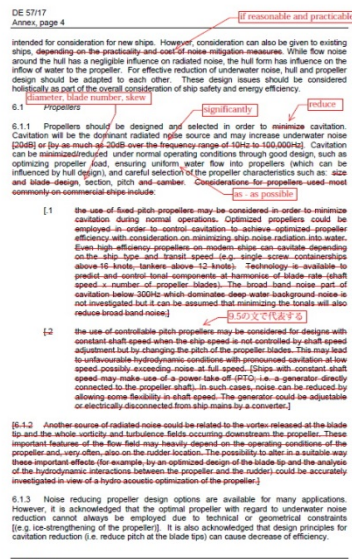 DE 57/17
Annex, page 4
if reasonable and practicable
intended for consideration for new ships. However, consideration can also be given to existing
ships, depending on the practicality and cost of noise mitigation measures. While flow noise
around the hull has a negligible influence on radiated noise, the hull form has influence on the
inflow of water to the propeller. For effective reduction of underwater noise, hull and propeller
design should be adapted to each other. These design issues should be considered
holistically as part of the overall consideration of ship safety and energy efficiency.
diameter, blade number, skew
significantly
reduce
6.1 Propellers
6.1.1 Propellers should be designed and selected in order to minimize cavitation.
Cavitation will be the dominant radiated noise source and may increase underwater noise
[20dB] or [by as much as 20dB over the frequency range of 10Hz to 100,000Hz]. Cavitation
can be minimized/reduced under normal operating conditions through good design, such as
optimizing propeller load, ensuring uniform water flow into propellers (which can be
influenced by hull design), and careful selection of the propeller characteristics such as: size
and blade design, section, pitch and camber. Considerations for propellers used most
commonly on commercial ships include:
as - as possible
[.1 the use of fixed pitch propellers may be considered in order to minimize
cavitation during normal operations. Optimized propellers could be
employed in order to control cavitation to achieve optimized propeller
efficiency with consideration on minimizing ship noise radiation into water.
Even high efficiency propellers on modern ships can cavitate depending
on the ship type and transit speed (e.g. single screw containerships
above 16 knots, tankers above 12 knots). Technology is available to
predict and control tonal components at harmonics of blade rate (shaft
speed x number of propeller blades). The broad band noise part of
cavitation below 300Hz which dominates deep water background noise is
not investigated but it can be assumed that minimizing the tonals will also
reduce broad band noise;]
9.5の文で代表する
[.2 the use of controllable pitch propellers may be considered for designs with
constant shaft speed when the ship speed is not controlled by shaft speed
adjustment but by changing the pitch of the propeller blades. This may lead
to unfavourable hydrodynamic conditions with pronounced cavitation at low
speed possibly exceeding noise at full speed. [Ships with constant shaft
speed may make use of a power take off (PTO) i.e. a generator directly
connected to the propeller shaft). In such cases, noise can be reduced by
allowing some flexibility in shaft speed. The generator could be adjustable
or electrically disconnected from ship mains by a converter.]
[6.1.2 Another source of radiated noise could be related to the vortex released at the blade
tip and the whole vorticity and turbulence fields occurring downstream the propeller. These
important features of the flow field may heavily depend on the operating conditions of the
propeller and, very often, also on the rudder location. The possibility to alter in a suitable way
these important effects (for example, by an optimized design of the blade tip and the analysis
of the hydrodynamic interactions between the propeller and the rudder) could be accurately
investigated in view of a hydro acoustic optimization of the propeller.]
6.1.3 Noise reducing propeller design options are available for many applications.
However, it is acknowledged that the optimal propeller with regard to underwater noise
reduction cannot always be employed due to technical or geometrical constraints
[(e.g. ice-strengthening of the propeller)]. It is also acknowledged that design principles for
cavitation reduction (i.e. reduce pitch at the blade tips) can cause decrease of efficiency.